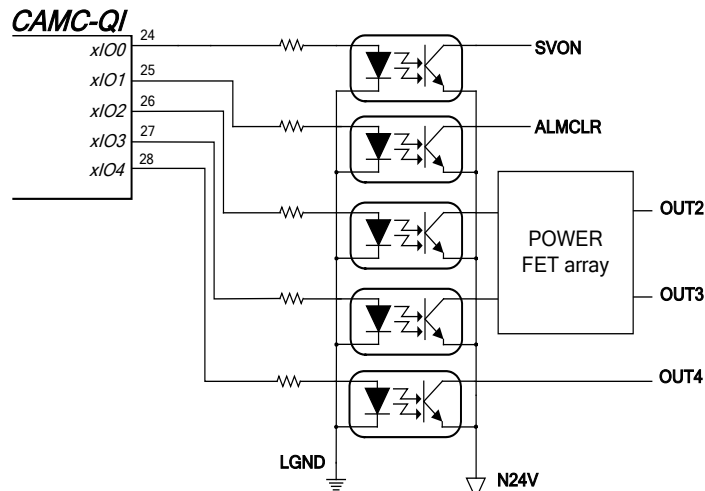 CAMC-QI
xIO0 24
xIO1 25
xIO2 26
xIO3 27
xIO4 28
SVON
ALMCLR
POWER
FET array
OUT2
OUT3
OUT4
LGND
N24V